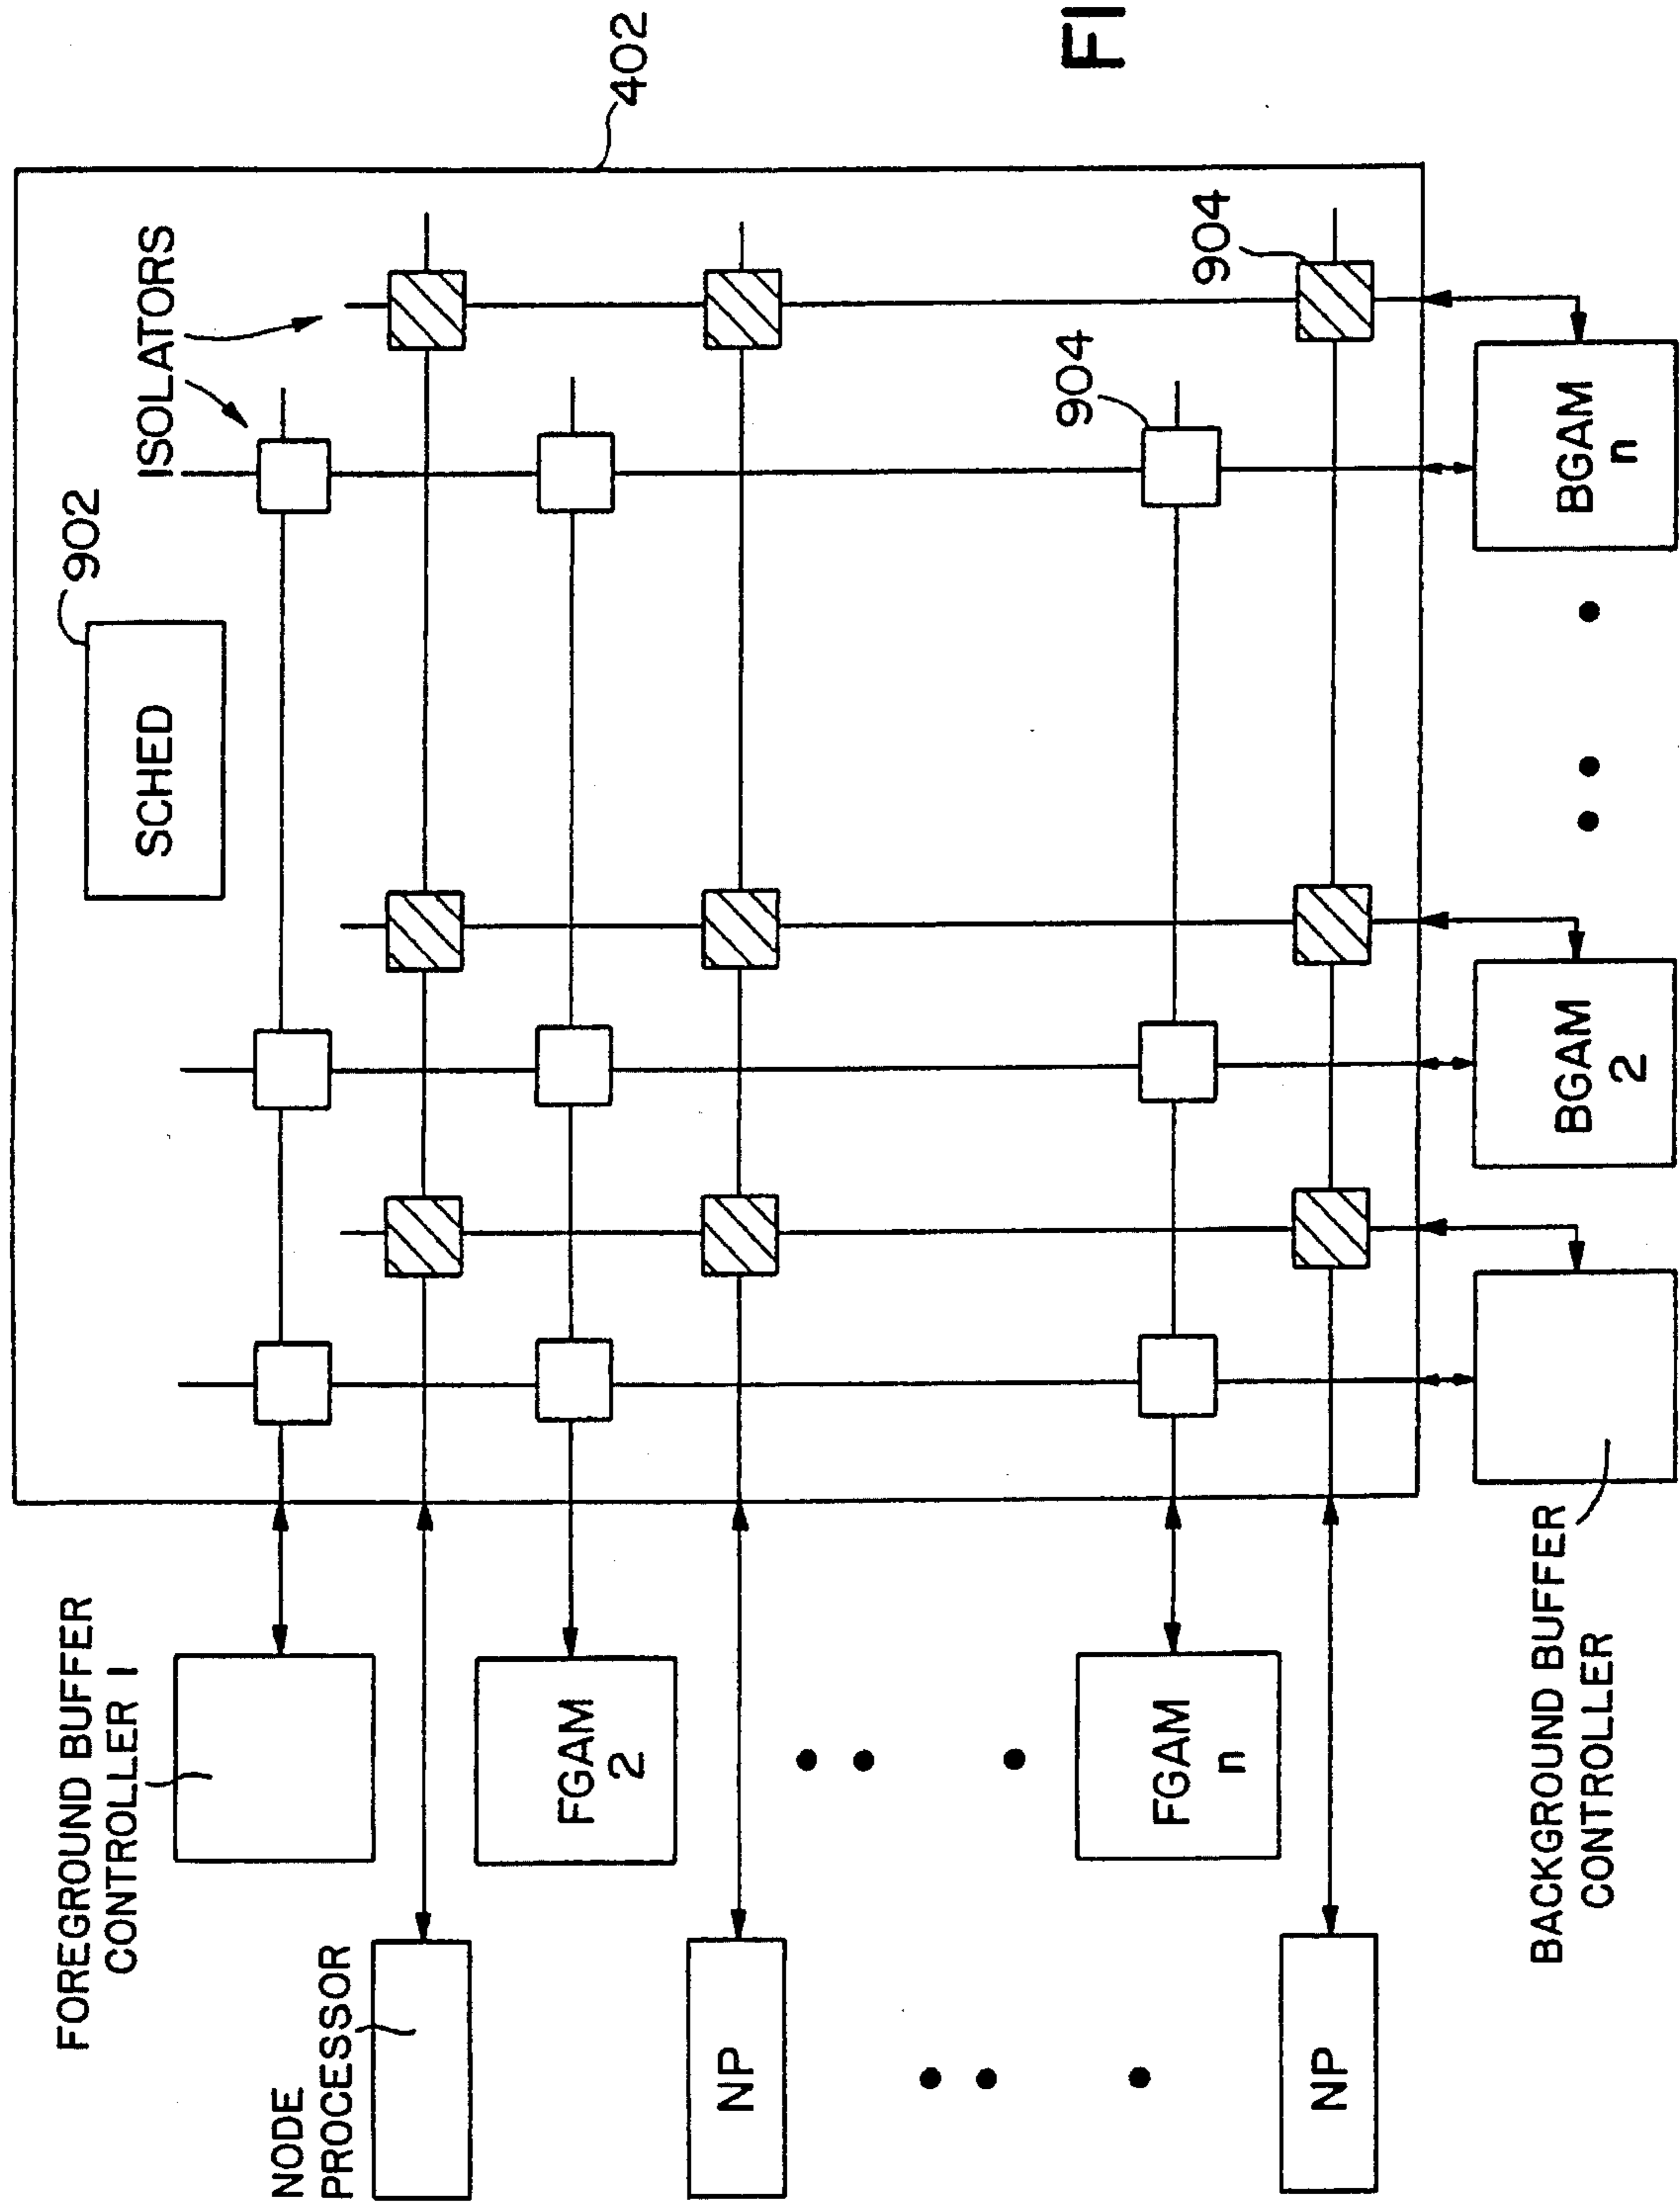 FOREGROUND BUFFER
CONTROLLER 1
NODE
PROCESSOR
FGAM
2
NP
FGAM
n
NP
BACKGROUND BUFFER
CONTROLLER
SCHED
902
ISOLATORS
904
904
402
BGAM
2
BGAM
n
FI